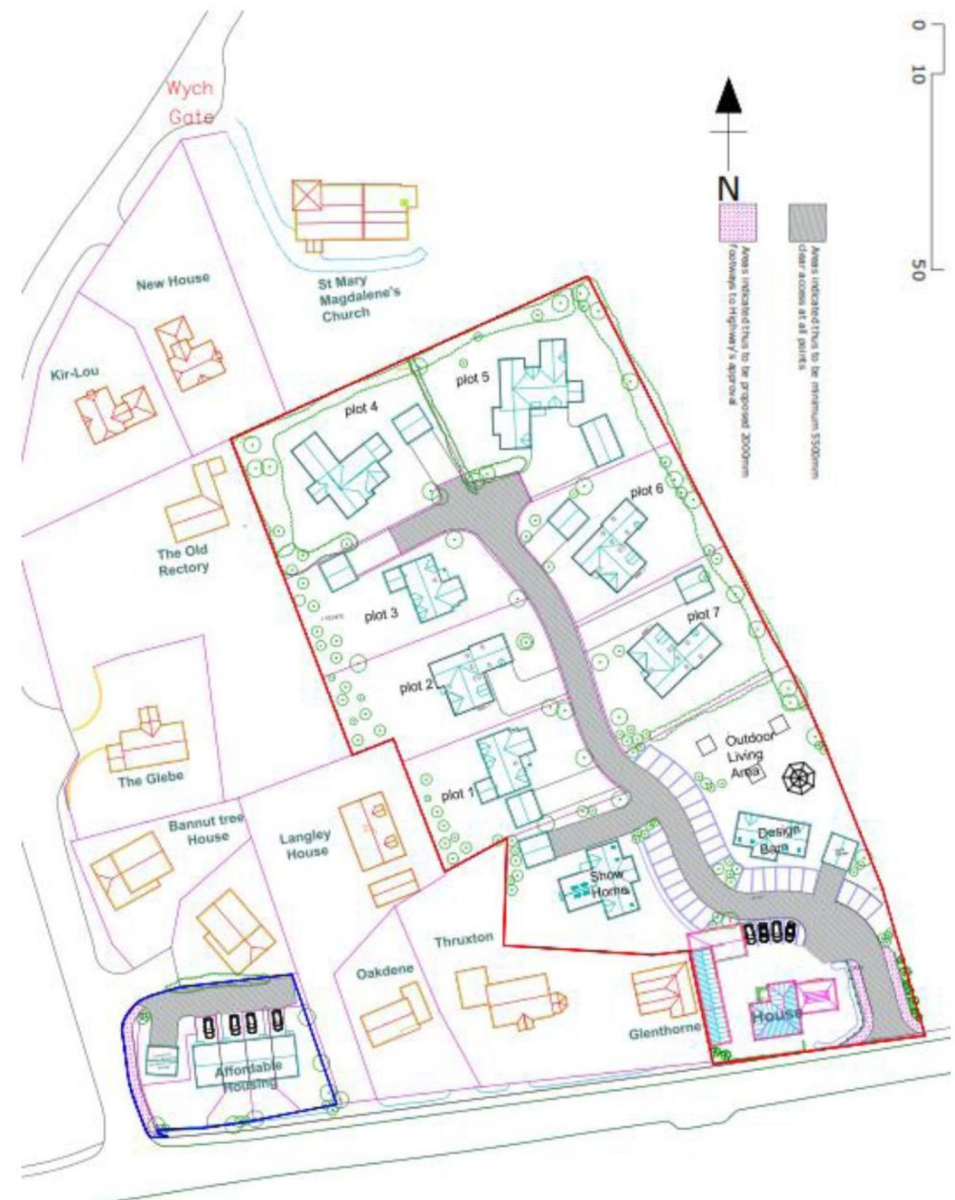 0
10
50
Wych
Gate
N
Areas indicated thus to be proposed 2000mm
footways to Highway's approval
Areas indicated thus to be minimum 5500mm
clear access at all points
St Mary
Magdalene's
Church
New House
Kir-Lou
plot 5
plot 4
plot 6
The Old
Rectory
plot 3
plot 7
plot 2
Outdoor
Living
Area
The Glebe
plot 1
Bannut tree
House
Langley
House
Design
Barn
Show
Home
Thruxton
Oakdene
House
Glenthorne
Affordable
Housing